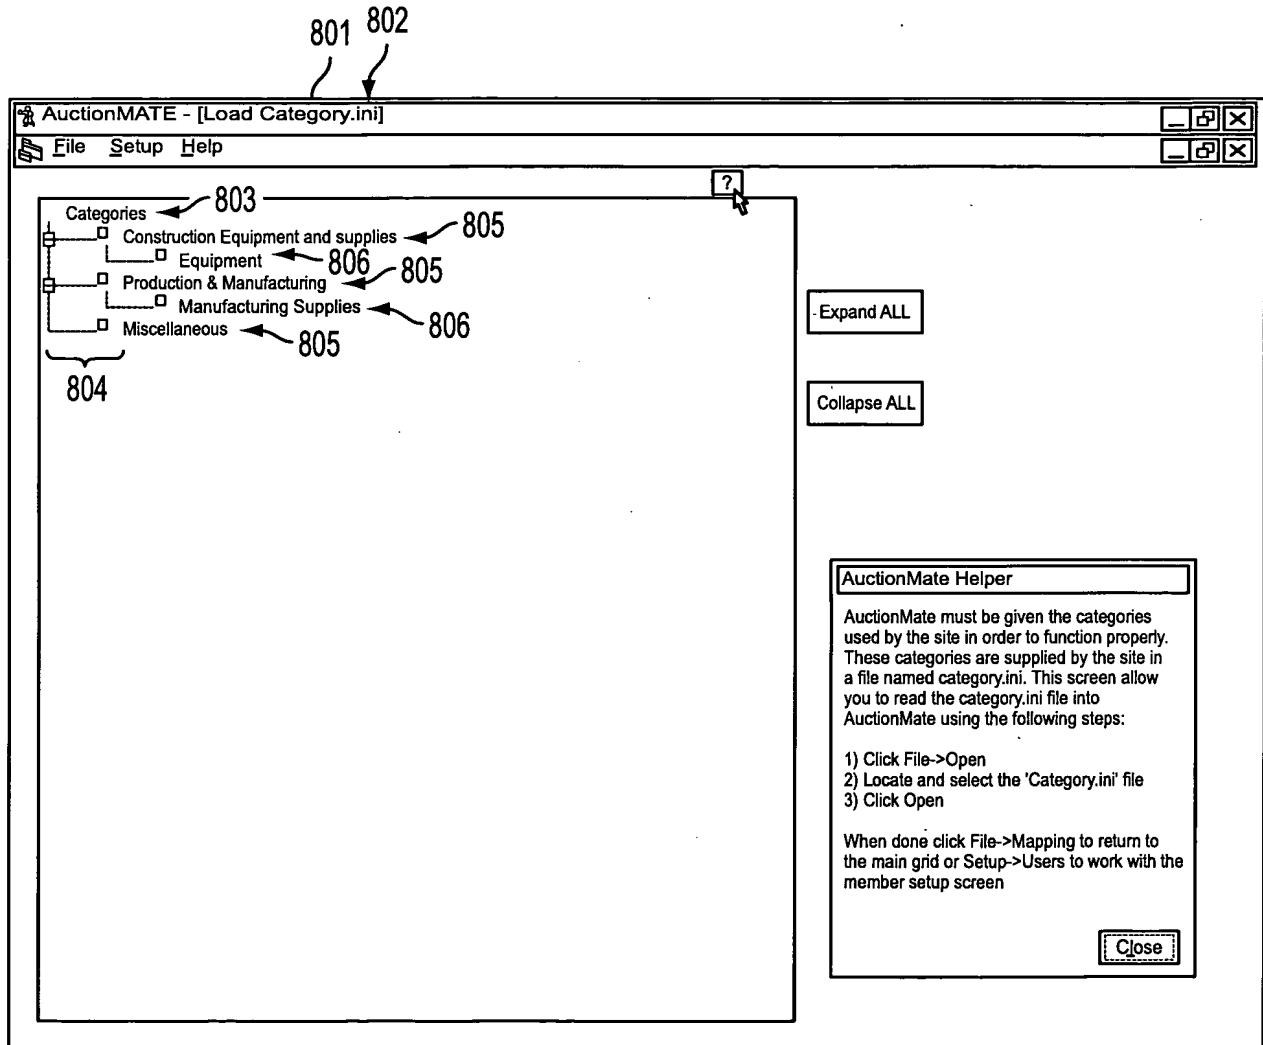 801 802
AuctionMATE - [Load Category.ini]
File Setup Help
?
Categories 803
Construction Equipment and supplies 805
Equipment 806
Production & Manufacturing 805
Manufacturing Supplies 806
Miscellaneous 805
804
Expand ALL
Collapse ALL
AuctionMate Helper
AuctionMate must be given the categories
used by the site in order to function properly.
These categories are supplied by the site in
a file named category.ini. This screen allow
you to read the category.ini file into
AuctionMate using the following steps:
1) Click File->Open
2) Locate and select the 'Category.ini' file
3) Click Open
When done click File->Mapping to return to
the main grid or Setup->Users to work with the
member setup screen
Close